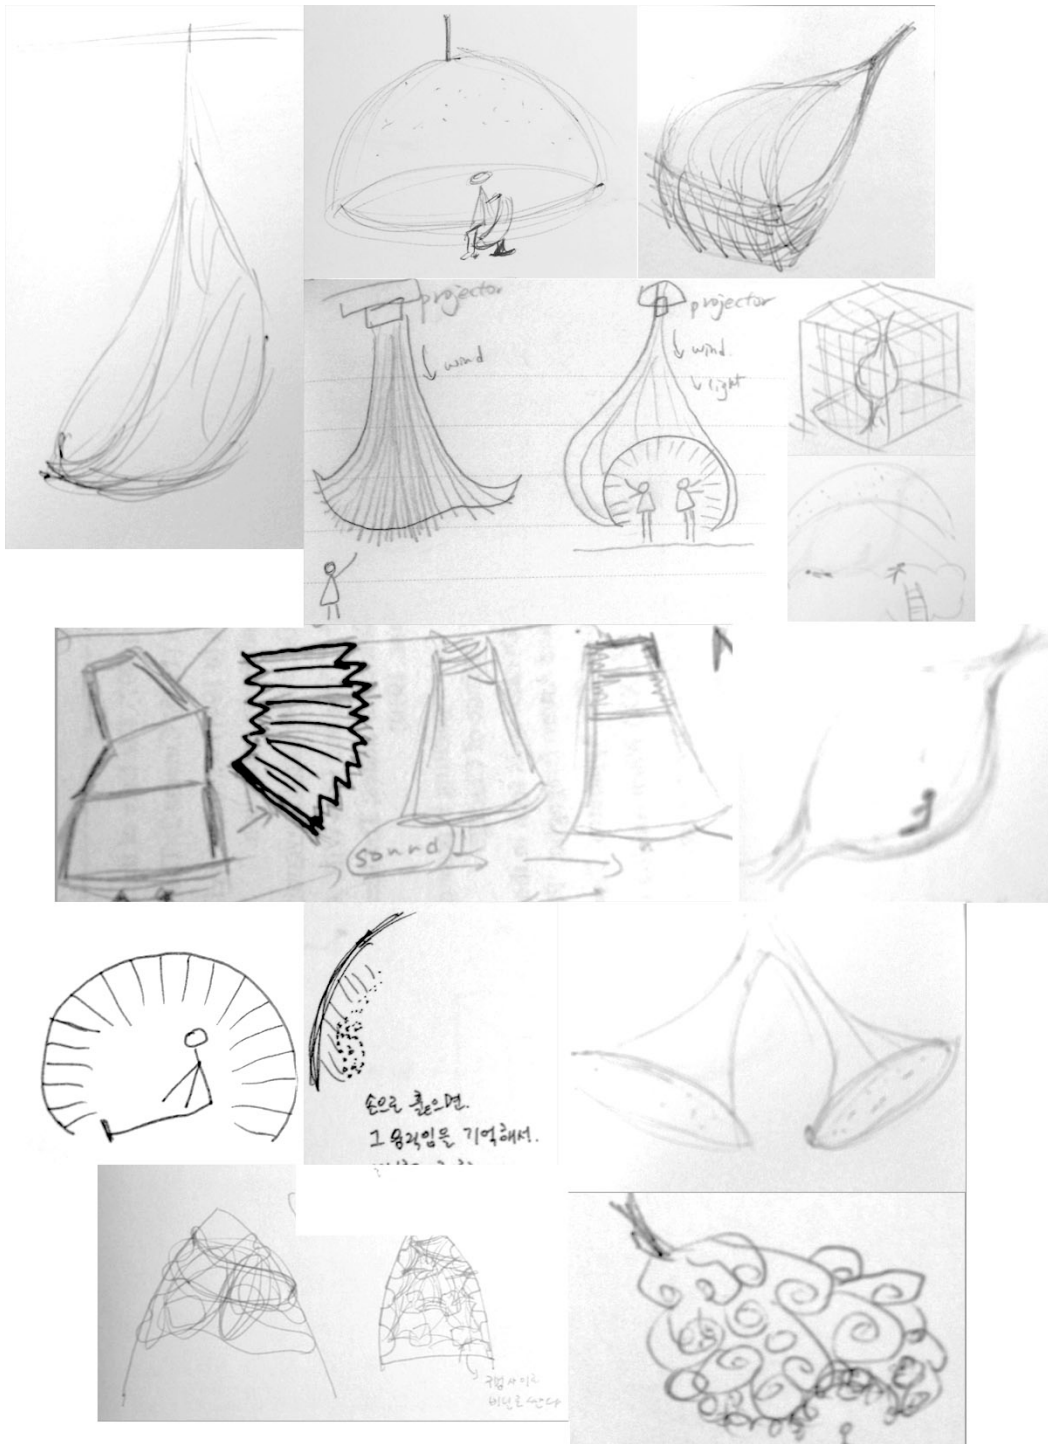 projector
wind
projector
wind.
light
sound
손으로 훑으면.
그 움직임을 기억해서.